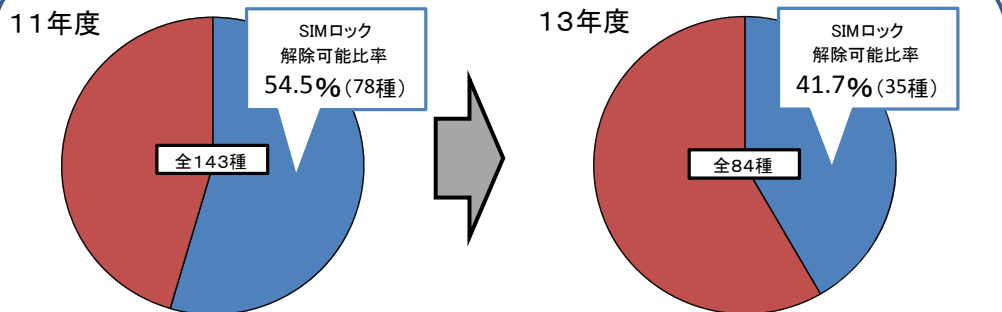 11年度
SIMロック
解除可能比率
54.5%(78種)
全143種
13年度
SIMロック
解除可能比率
41.7%(35種)
全84種